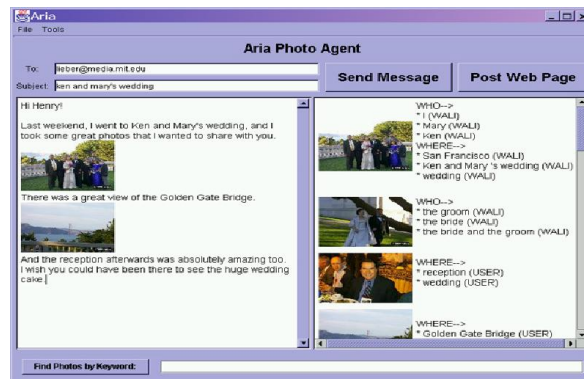 Aria
File Tools
Aria Photo Agent
To: lieber@media.mit.edu
Subject: ken and mary's wedding
Send Message
Post Web Page
Hi Henry!
Last weekend, I went to Ken and Mary's wedding, and I
took some great photos that I wanted to share with you.
There was a great view of the Golden Gate Bridge.
And the reception afterwards was absolutely amazing too.
I wish you could have been there to see the huge wedding
cake.
WHO-->
* I (WALI)
* Mary (WALI)
* Ken (WALI)
WHERE-->
* San Francisco (WALI)
* Ken and Mary 's wedding (WALI)
* wedding (WALI)
WHO-->
* the groom (WALI)
* the bride (WALI)
* the bride and the groom (WALI)
WHERE-->
* reception (USER)
* wedding (USER)
WHERE-->
* Golden Gate Bridge (USER)
Find Photos by Keyword: